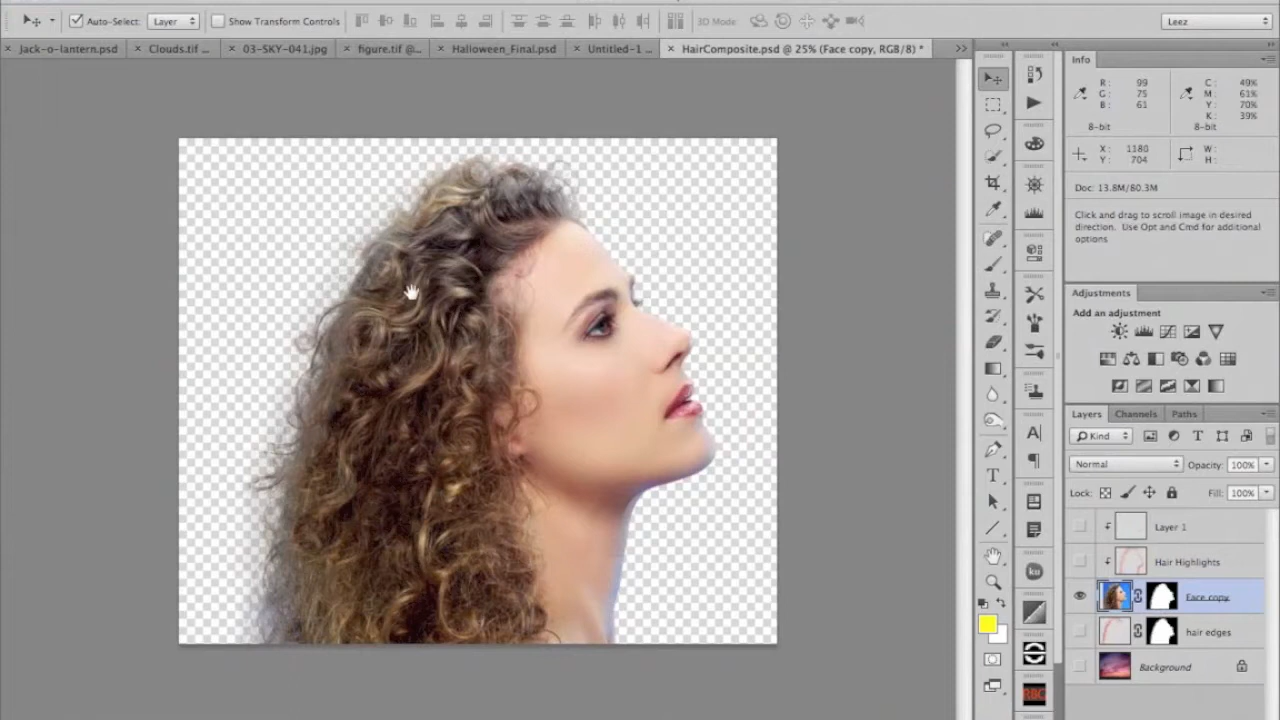 Auto-Select: Layer Show Transform Controls 3D Mode: Leez
Jack-o-lantern.psd Clouds.tif ... 03-SKY-041.jpg figure.tif @... Halloween_Final.psd Untitled-1 ... HairComposite.psd @ 25% (Face copy, RGB/8) *
Info
R: 99 C: 49%
G: 75 M: 61%
B: 61 Y: 70%
K: 39%
8-bit 8-bit
X: 1180 W:
Y: 704 H:
Doc: 13.8M/80.3M
Click and drag to scroll image in desired
direction. Use Opt and Cmd for additional
options.
Adjustments
Add an adjustment
Layers Channels Paths
Kind
Normal Opacity: 100%
Lock: Fill: 100%
Layer 1
Hair Highlights
Face copy
hair edges
Background
ku
RBC